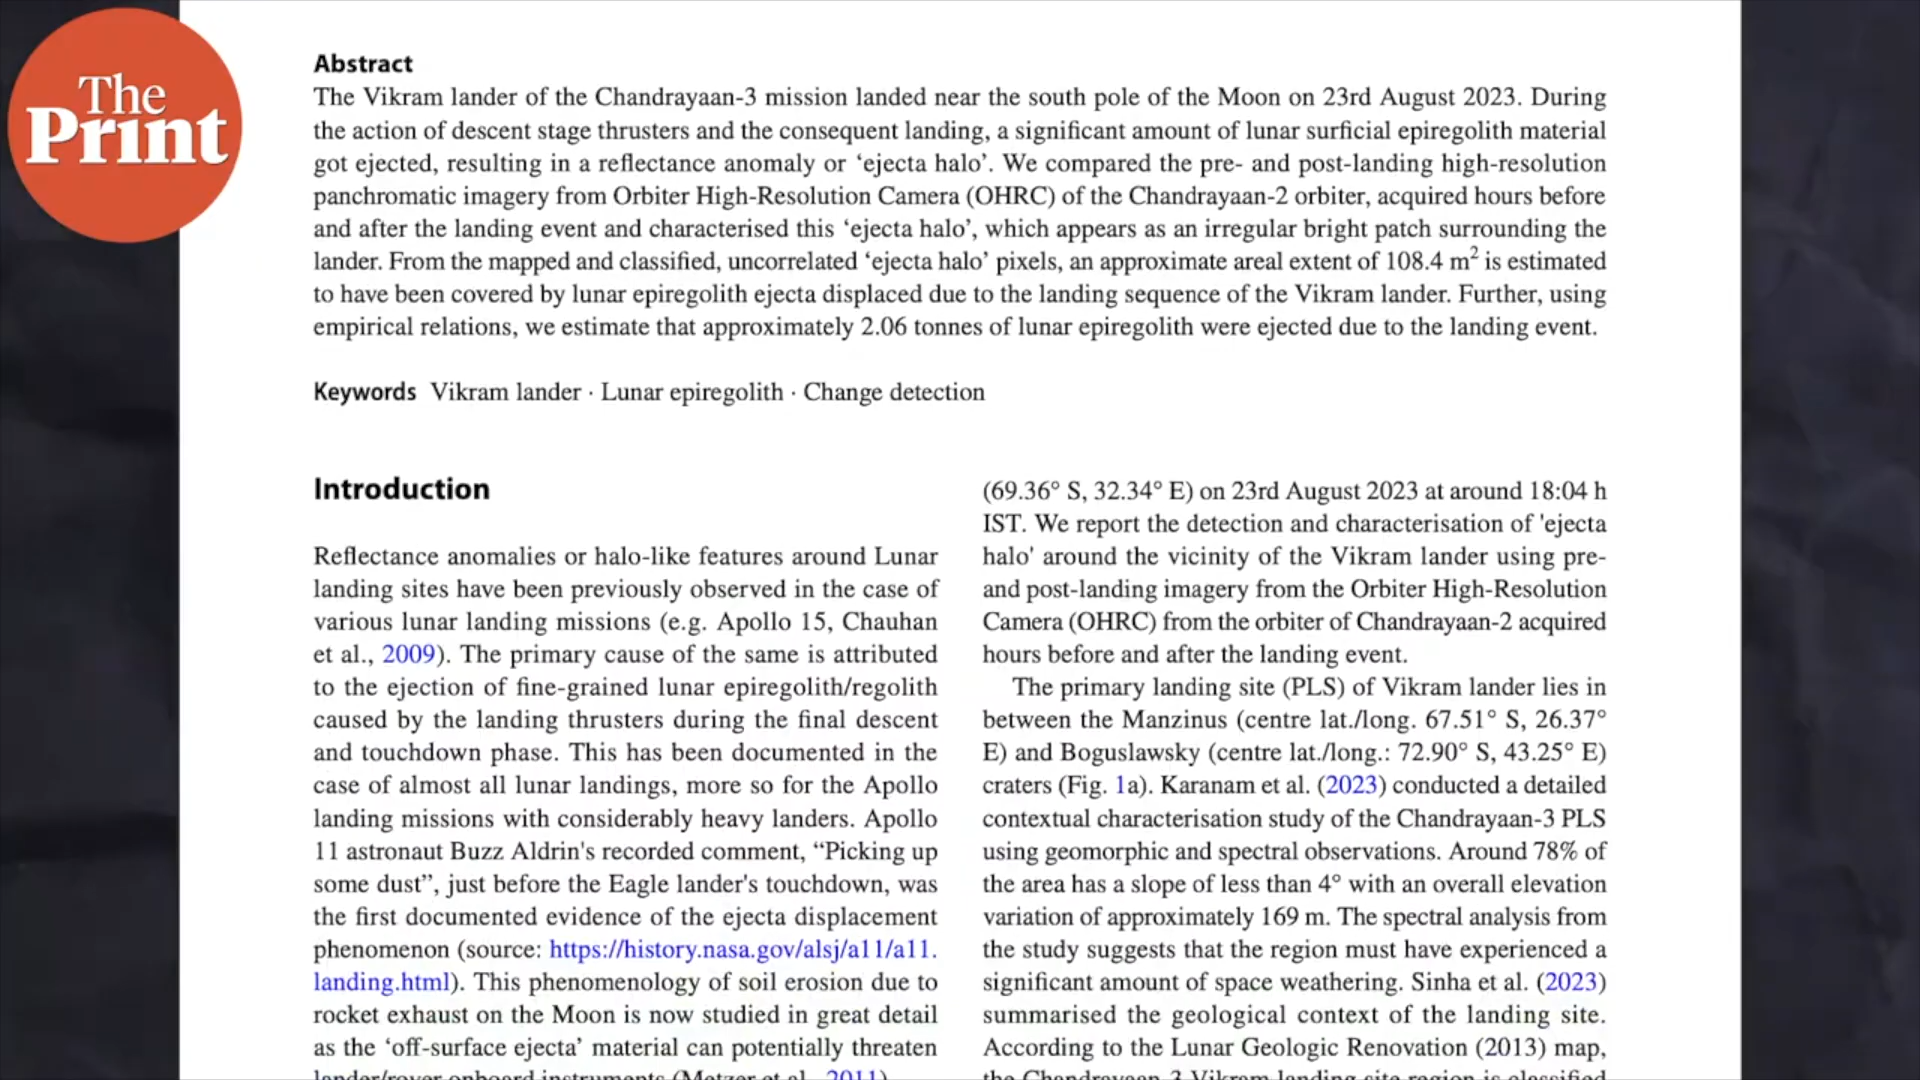 The
Print
Abstract
The Vikram lander of the Chandrayaan-3 mission landed near the south pole of the Moon on 23rd August 2023. During
the action of descent stage thrusters and the consequent landing, a significant amount of lunar surficial epiregolith material
got ejected, resulting in a reflectance anomaly or ‘ejecta halo’. We compared the pre- and post-landing high-resolution
panchromatic imagery from Orbiter High-Resolution Camera (OHRC) of the Chandrayaan-2 orbiter, acquired hours before
and after the landing event and characterised this ‘ejecta halo’, which appears as an irregular bright patch surrounding the
lander. From the mapped and classified, uncorrelated ‘ejecta halo’ pixels, an approximate areal extent of 108.4 m² is estimated
to have been covered by lunar epiregolith ejecta displaced due to the landing sequence of the Vikram lander. Further, using
empirical relations, we estimate that approximately 2.06 tonnes of lunar epiregolith were ejected due to the landing event.
Keywords Vikram lander · Lunar epiregolith · Change detection
Introduction
Reflectance anomalies or halo-like features around Lunar
landing sites have been previously observed in the case of
various lunar landing missions (e.g. Apollo 15, Chauhan
et al., 2009). The primary cause of the same is attributed
to the ejection of fine-grained lunar epiregolith/regolith
caused by the landing thrusters during the final descent
and touchdown phase. This has been documented in the
case of almost all lunar landings, more so for the Apollo
landing missions with considerably heavy landers. Apollo
11 astronaut Buzz Aldrin's recorded comment, “Picking up
some dust”, just before the Eagle lander's touchdown, was
the first documented evidence of the ejecta displacement
phenomenon (source: https://history.nasa.gov/alsj/a11/a11.
landing.html). This phenomenology of soil erosion due to
rocket exhaust on the Moon is now studied in great detail
as the ‘off-surface ejecta’ material can potentially threaten
lander/rover onboard instruments (Metzer et al., 2011)
(69.36° S, 32.34° E) on 23rd August 2023 at around 18:04 h
IST. We report the detection and characterisation of 'ejecta
halo' around the vicinity of the Vikram lander using pre-
and post-landing imagery from the Orbiter High-Resolution
Camera (OHRC) from the orbiter of Chandrayaan-2 acquired
hours before and after the landing event.
The primary landing site (PLS) of Vikram lander lies in
between the Manzinus (centre lat./long. 67.51° S, 26.37°
E) and Boguslawsky (centre lat./long.: 72.90° S, 43.25° E)
craters (Fig. 1a). Karanam et al. (2023) conducted a detailed
contextual characterisation study of the Chandrayaan-3 PLS
using geomorphic and spectral observations. Around 78% of
the area has a slope of less than 4° with an overall elevation
variation of approximately 169 m. The spectral analysis from
the study suggests that the region must have experienced a
significant amount of space weathering. Sinha et al. (2023)
summarised the geological context of the landing site.
According to the Lunar Geologic Renovation (2013) map,
the Chandrayaan-3 Vikram landing site region is classified